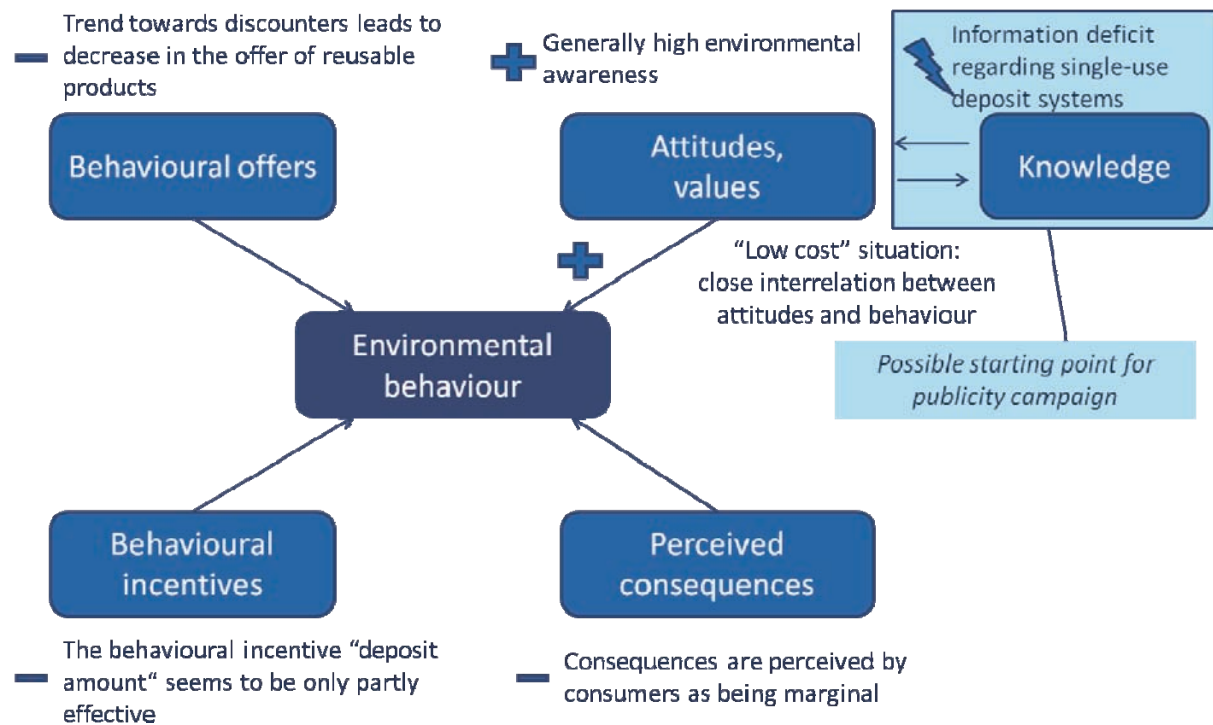 Trend towards discounters leads to
decrease in the offer of reusable
products
Behavioural offers
Generally high environmental
awareness
Attitudes,
values
Information deficit
regarding single-use
deposit systems
Knowledge
"Low cost" situation:
close interrelation between
attitudes and behaviour
Possible starting point for
publicity campaign
Environmental
behaviour
Behavioural
incentives
The behavioural incentive “deposit
amount“ seems to be only partly
effective
Perceived
consequences
Consequences are perceived by
consumers as being marginal